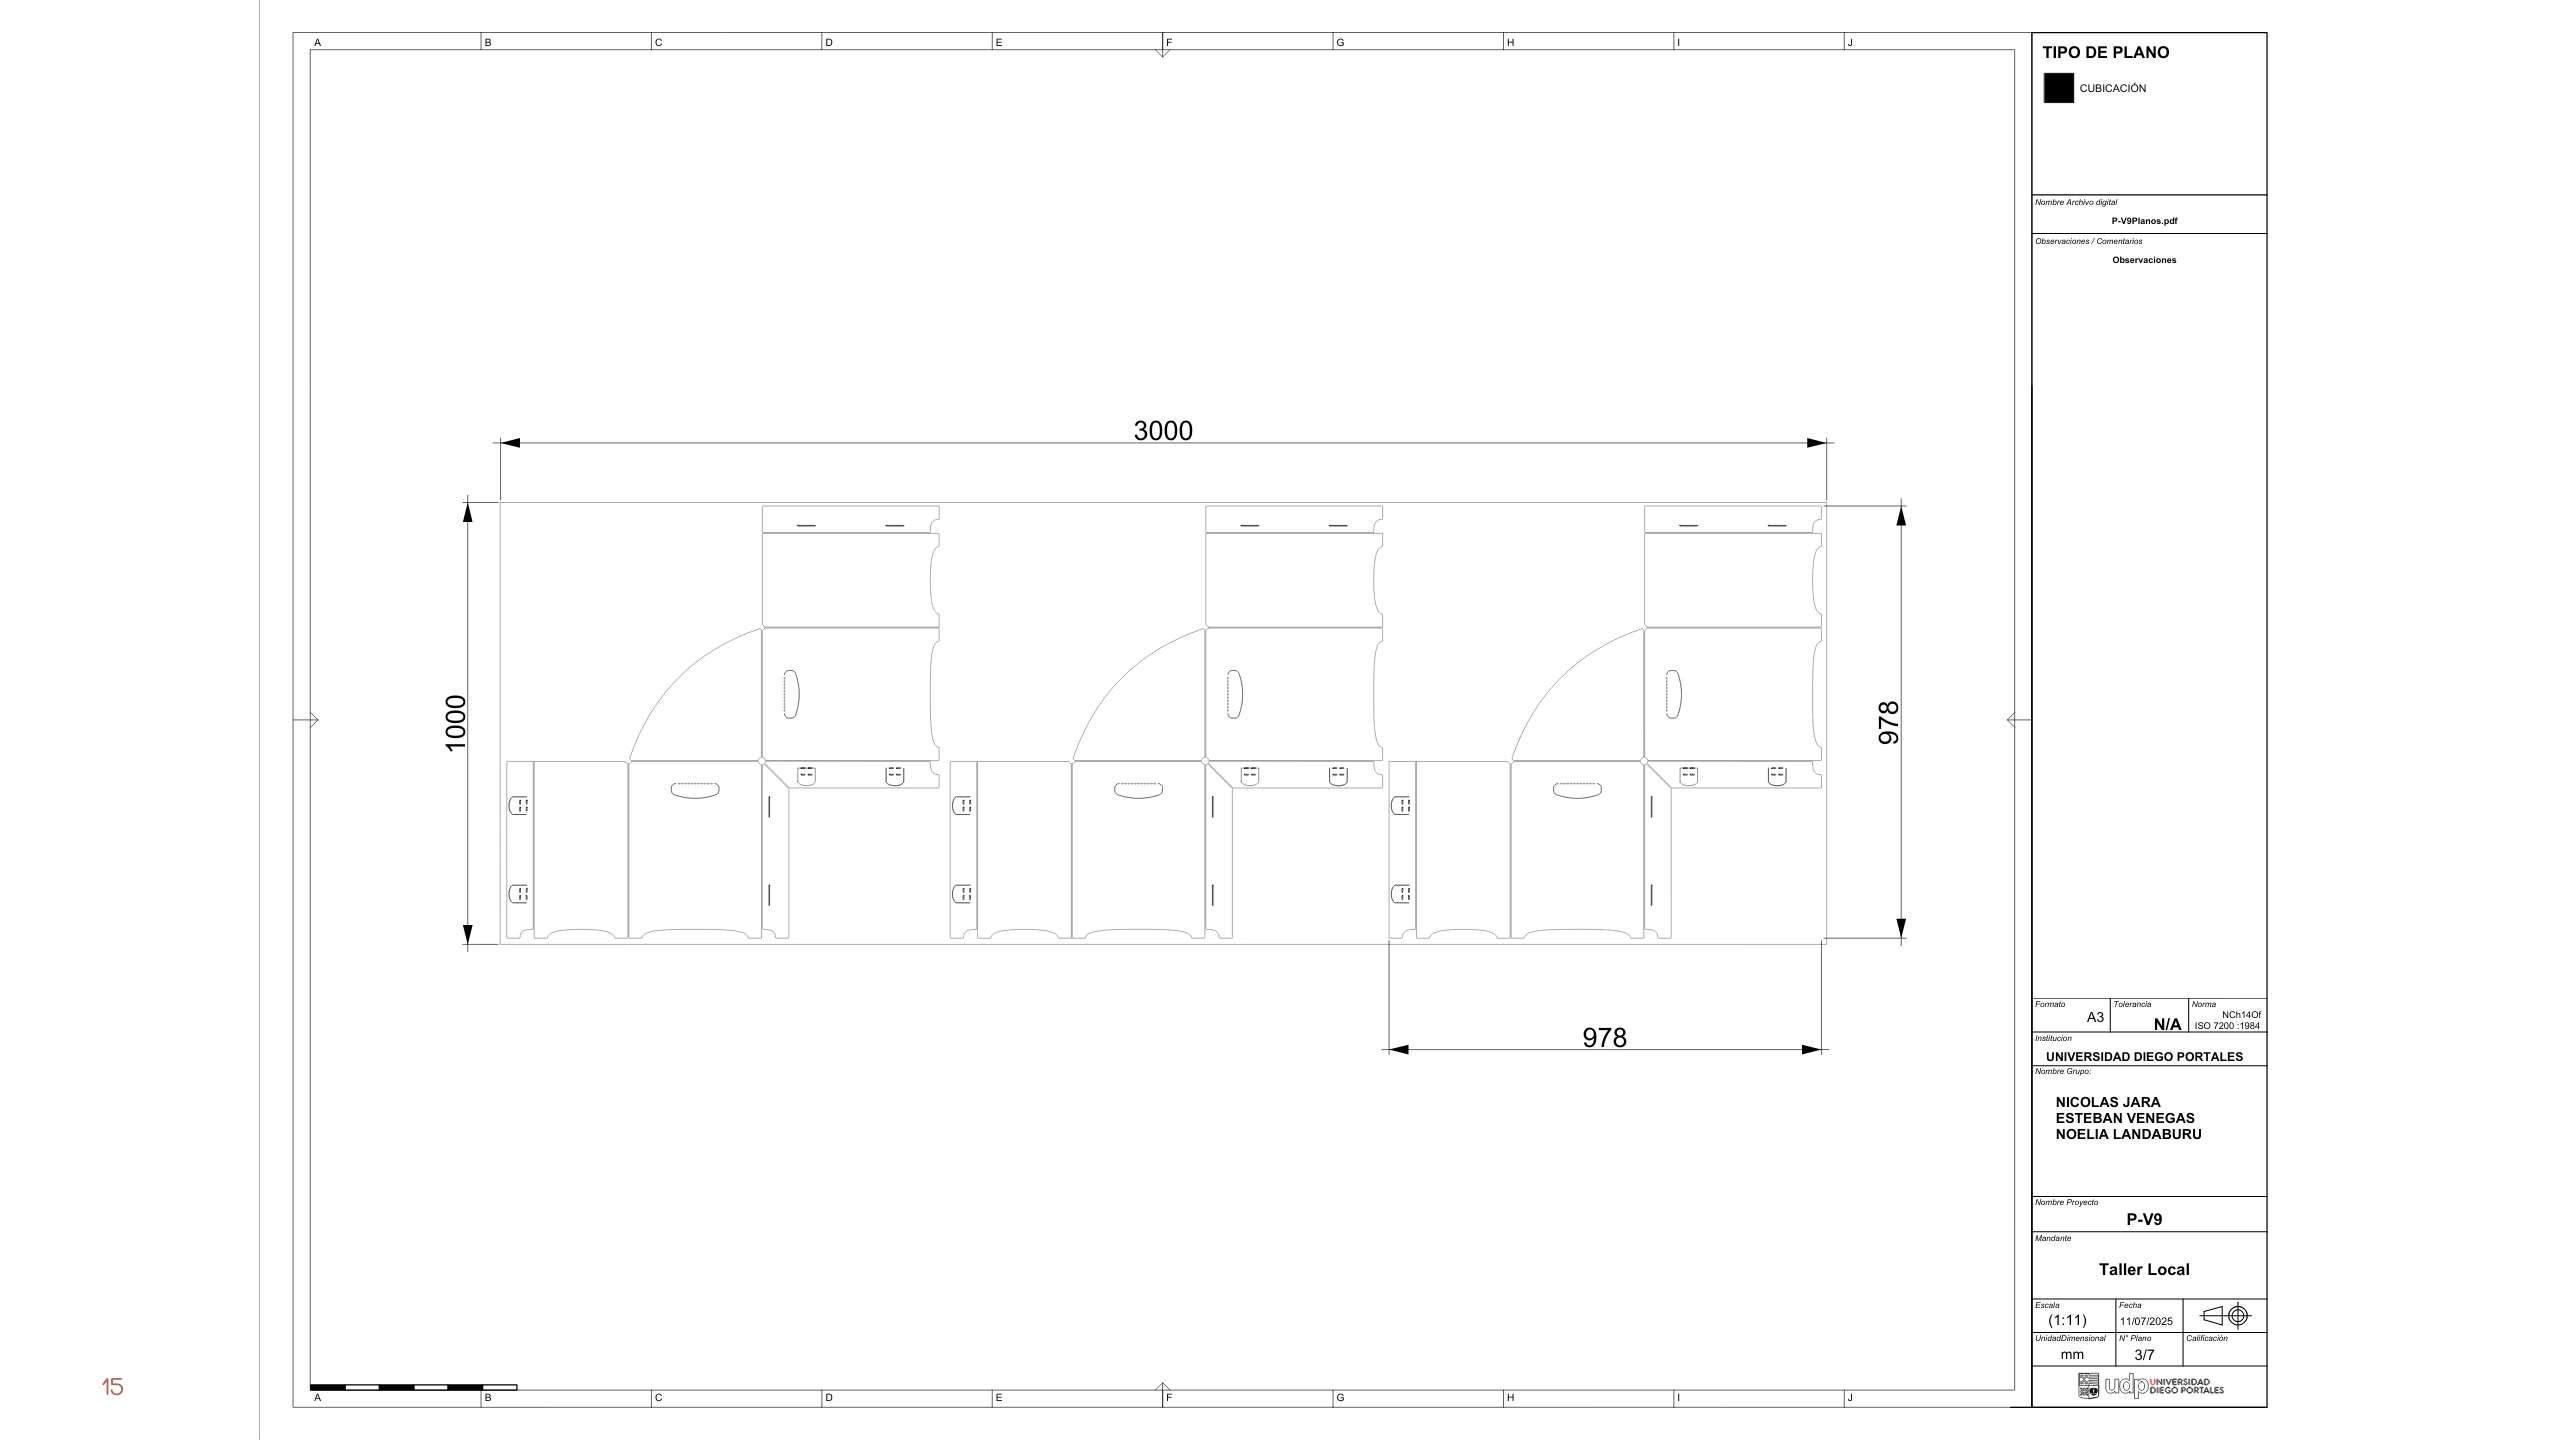 A B C D E F G H I J
TIPO DE PLANO
CUBICACIÓN
Nombre Archivo digital
P-V9Planos.pdf
Observaciones / Comentarios
Observaciones
3000
1000
978
978
Formato
A3
Tolerancia
N/A
Norma
NCh14Of
ISO 7200 :1984
Institucion
UNIVERSIDAD DIEGO PORTALES
Nombre Grupo:
NICOLAS JARA
ESTEBAN VENEGAS
NOELIA LANDABURU
Nombre Proyecto
P-V9
Mandante
Taller Local
Escala
(1:11)
Fecha
11/07/2025
UnidadDimensional
mm
N° Plano
3/7
Calificación
udp UNIVERSIDAD
DIEGO PORTALES
A B C D E F G H I J
15